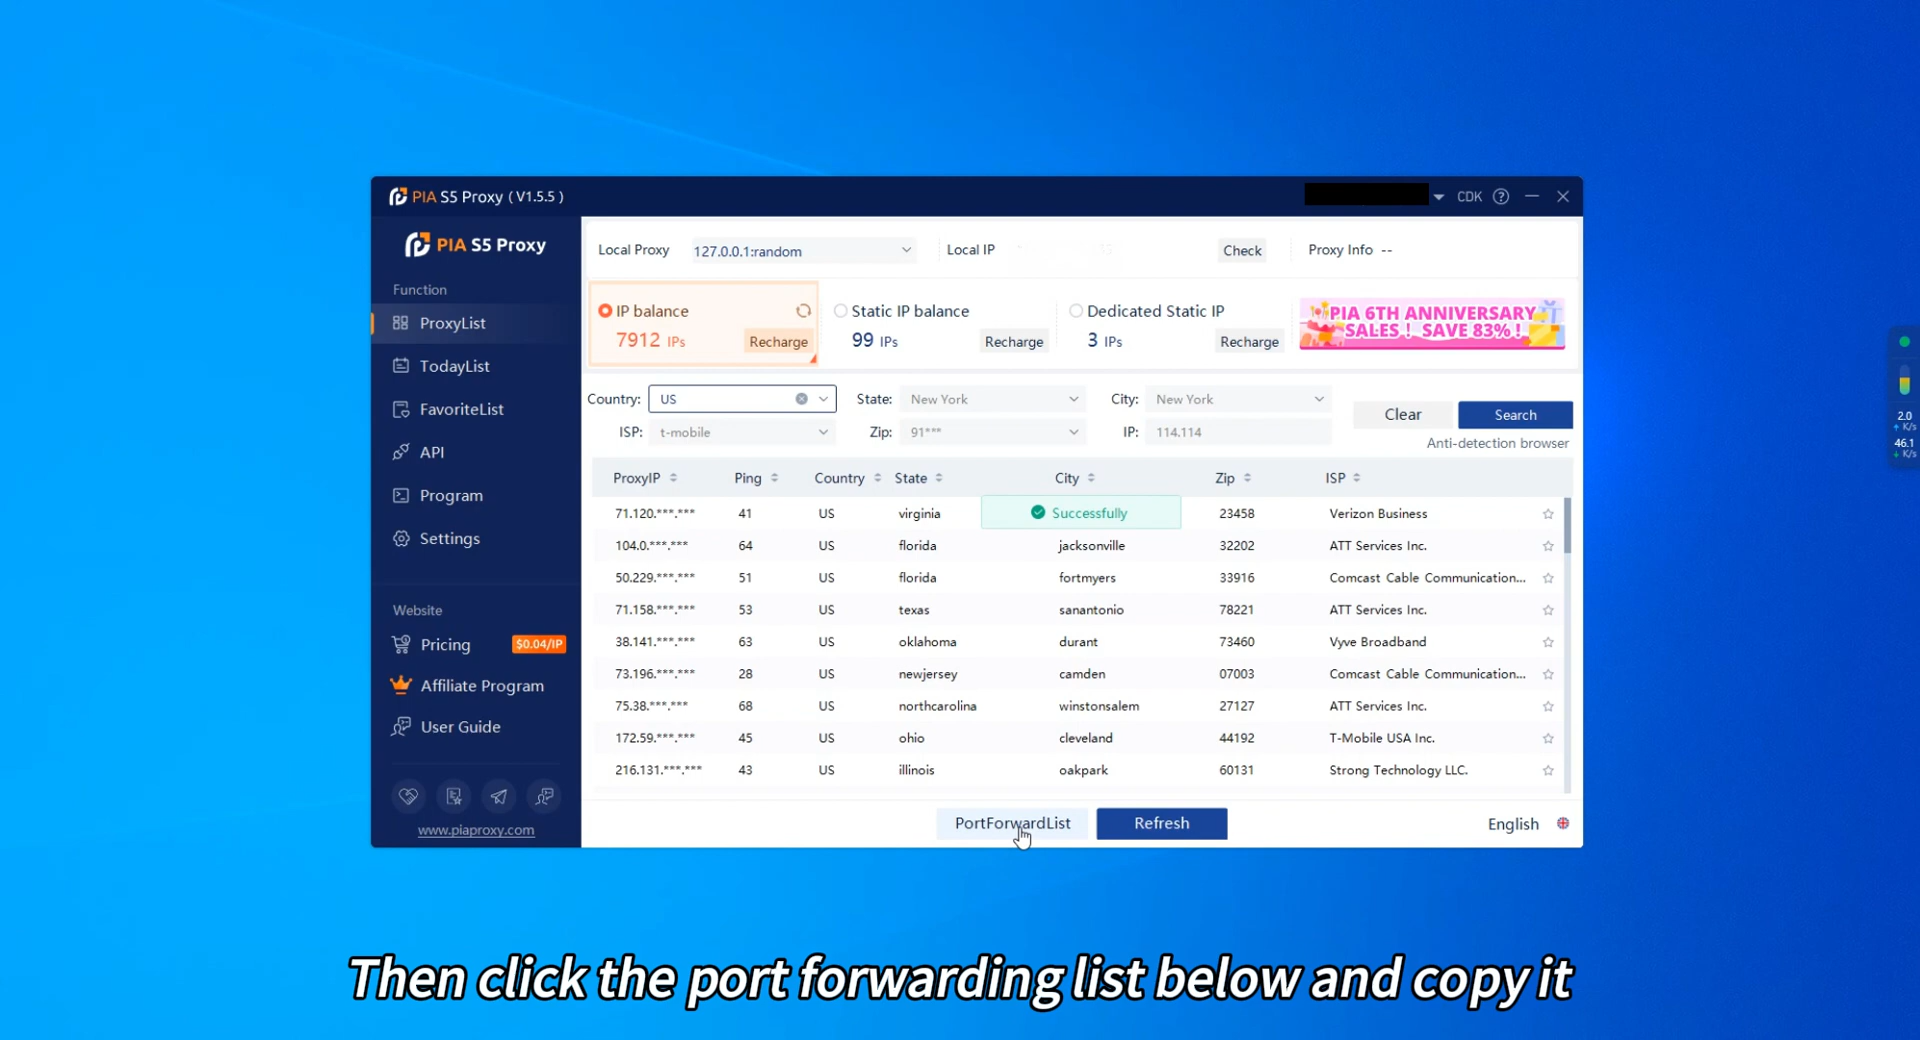 PIA S5 Proxy ( V1.5.5 )
CDK
PIA S5 Proxy
Function
ProxyList
TodayList
FavoriteList
API
Program
Settings
Website
Pricing $0.04/IP
Affiliate Program
User Guide
www.piaproxy.com
Local Proxy 127.0.0.1:random Local IP Check Proxy Info --
IP balance
7912 IPs Recharge
Static IP balance
99 IPs Recharge
Dedicated Static IP
3 IPs Recharge
PIA 6TH ANNIVERSARY
SALES ! SAVE 83% !
Country: US State: New York City: New York
ISP: t-mobile Zip: 91*** IP: 114.114
Clear Search
Anti-detection browser
ProxyIP Ping Country State City Zip ISP
71.120.***.*** 41 US virginia Successfully 23458 Verizon Business
104.0.***.*** 64 US florida jacksonville 32202 ATT Services Inc.
50.229.***.*** 51 US florida fortmyers 33916 Comcast Cable Communication...
71.158.***.*** 53 US texas sanantonio 78221 ATT Services Inc.
38.141.***.*** 63 US oklahoma durant 73460 Vyve Broadband
73.196.***.*** 28 US newjersey camden 07003 Comcast Cable Communication...
75.38.***.*** 68 US northcarolina winstonsalem 27127 ATT Services Inc.
172.59.***.*** 45 US ohio cleveland 44192 T-Mobile USA Inc.
216.131.***.*** 43 US illinois oakpark 60131 Strong Technology LLC.
PortForwardList Refresh English
2.0
K/s
46.1
K/s
Then click the port forwarding list below and copy it